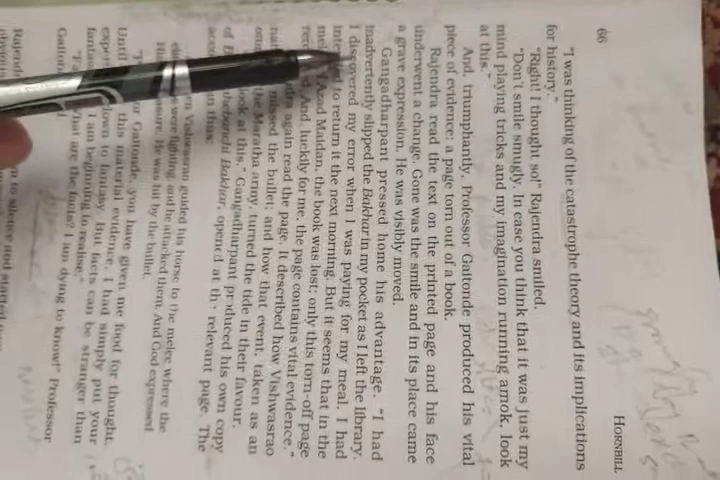 66
HORNBILL
"I was thinking of the catastrophe theory and its implications
for history."
"Right! I thought so!" Rajendra smiled.
"Don't smile smugly. In case you think that it was just my
mind playing tricks and my imagination running amok, look
at this."
And, triumphantly, Professor Gaitonde produced his vital
piece of evidence: a page torn out of a book.
Rajendra read the text on the printed page and his face
underwent a change. Gone was the smile and in its place came
a grave expression. He was visibly moved.
Gangadharpant pressed home his advantage. "I had
inadvertently slipped the Bakhar in my pocket as I left the library.
I discovered my error when I was paying for my meal. I had
to return it the next morning. But it seems that in the
Azad Maidan, the book was lost; only this torn-off page
And, luckily for me, the page contains vital evidence."
again read the page. It described how Vishwasrao
missed the bullet; and how that event, taken as an
the Maratha army, turned the tide in their favour.
look at this." Gangadharpant produced his own copy
of opened at the relevant page. The
thus:
Vishwasrao guided his horse to the melee where the
were fighting, and he attacked them. And God expressed
He was hit by the bullet.
Gaitonde, you have given me food for thought.
Until this material evidence, I had simply put your
down to fantasy. But facts can be stranger than
I am beginning to realise."
What are the facts? I am dying to know!" Professor
to silence and started